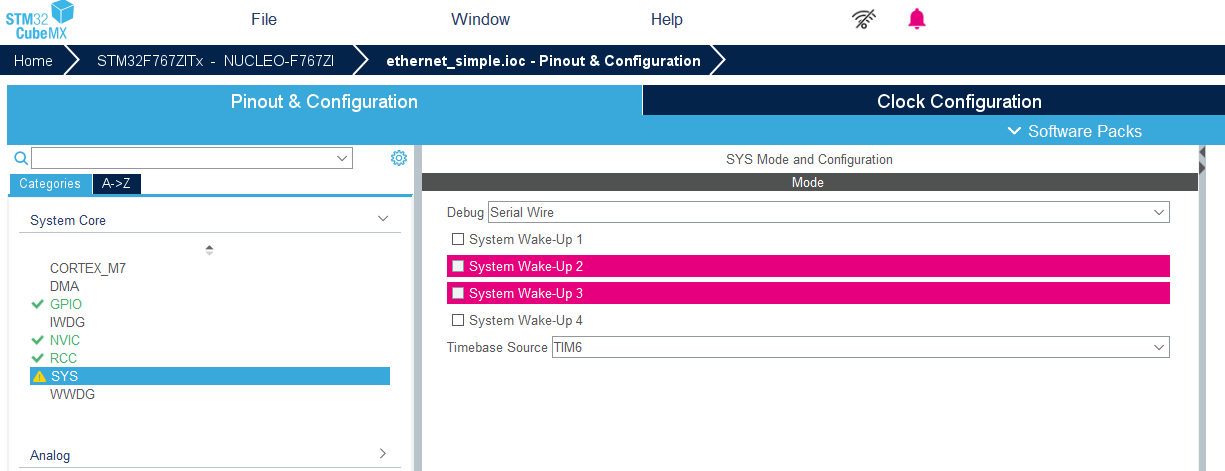 STM32
CubeMX
File
Window
Help
Home
STM32F767ZITx - NUCLEO-F767ZI
ethernet_simple.ioc - Pinout & Configuration
Pinout & Configuration
Clock Configuration
Software Packs
Categories
A->Z
System Core
CORTEX_M7
DMA
GPIO
IWDG
NVIC
RCC
SYS
WWDG
Analog
SYS Mode and Configuration
Mode
Debug Serial Wire
System Wake-Up 1
System Wake-Up 2
System Wake-Up 3
System Wake-Up 4
Timebase Source TIM6